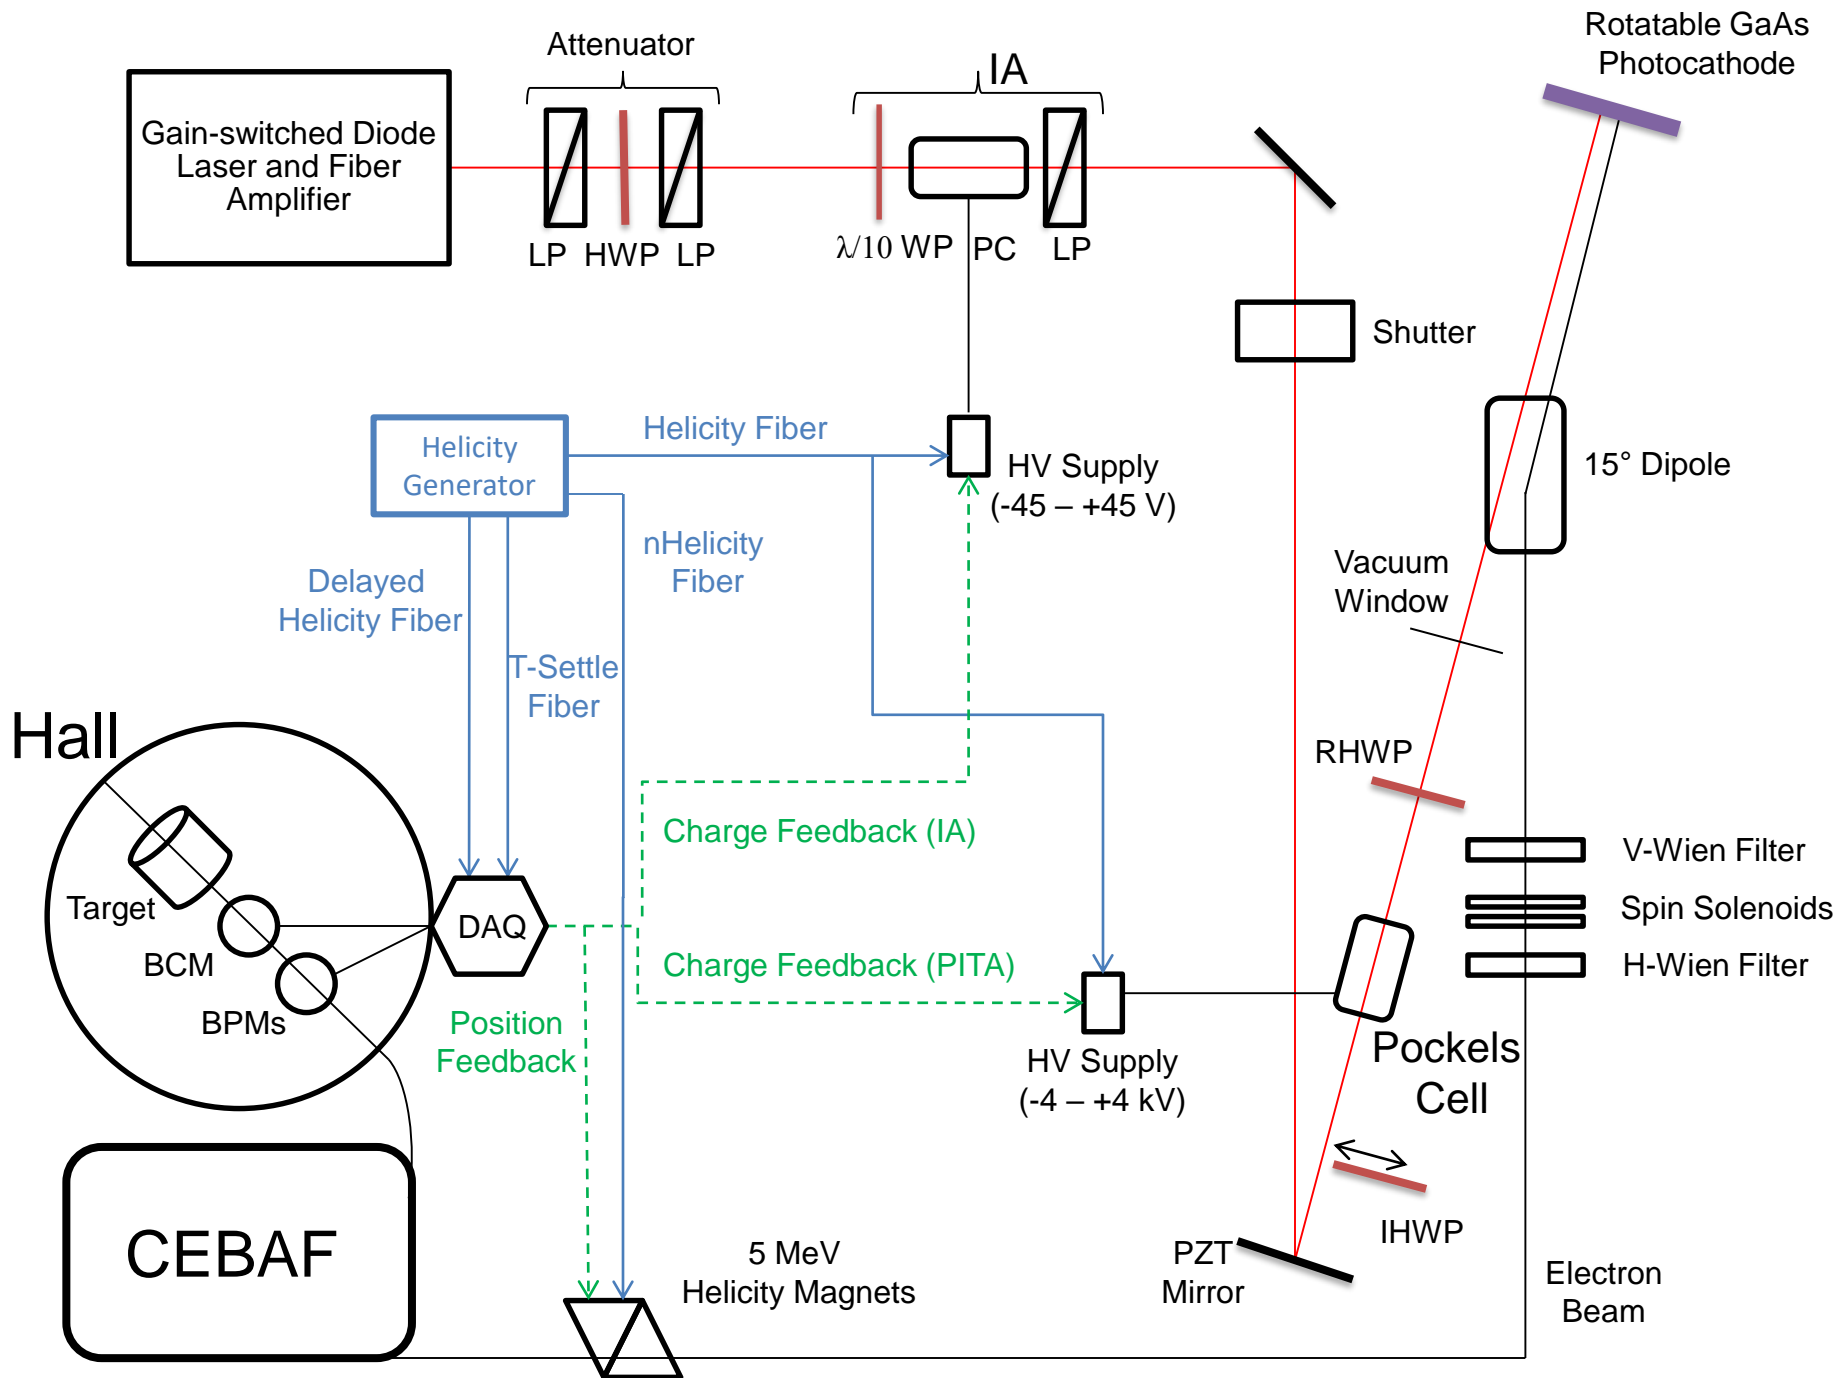 Rotatable GaAs
Photocathode
Attenuator
IA
Gain-switched Diode
Laser and Fiber
Amplifier
LP HWP LP
λ/10 WP PC LP
Shutter
Helicity
Generator
Helicity Fiber
HV Supply
(-45 – +45 V)
15° Dipole
nHelicity
Fiber
Delayed
Helicity Fiber
Vacuum
Window
T-Settle
Fiber
Hall
RHWP
Charge Feedback (IA)
V-Wien Filter
Target
DAQ
Spin Solenoids
BCM
Charge Feedback (PITA)
H-Wien Filter
BPMs
Position
Feedback
HV Supply
(-4 – +4 kV)
Pockels
Cell
CEBAF
5 MeV
Helicity Magnets
PZT
Mirror
IHWP
Electron
Beam